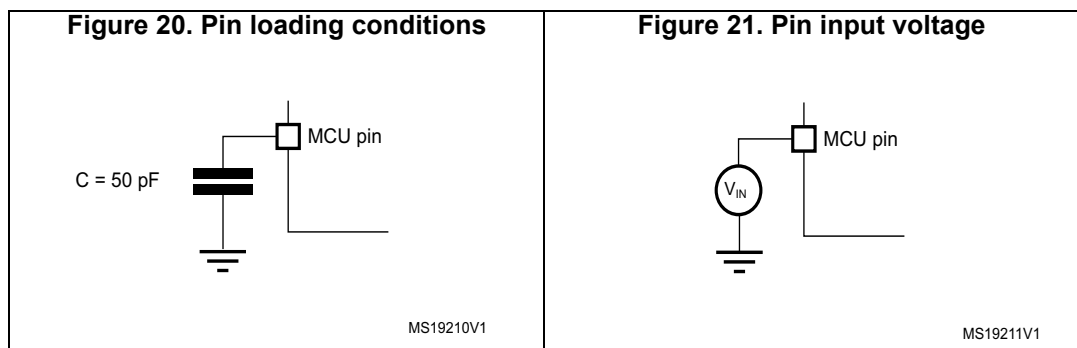 Figure 20. Pin loading conditions
MCU pin
C = 50 pF
MS19210V1
Figure 21. Pin input voltage
MCU pin
VIN
MS19211V1